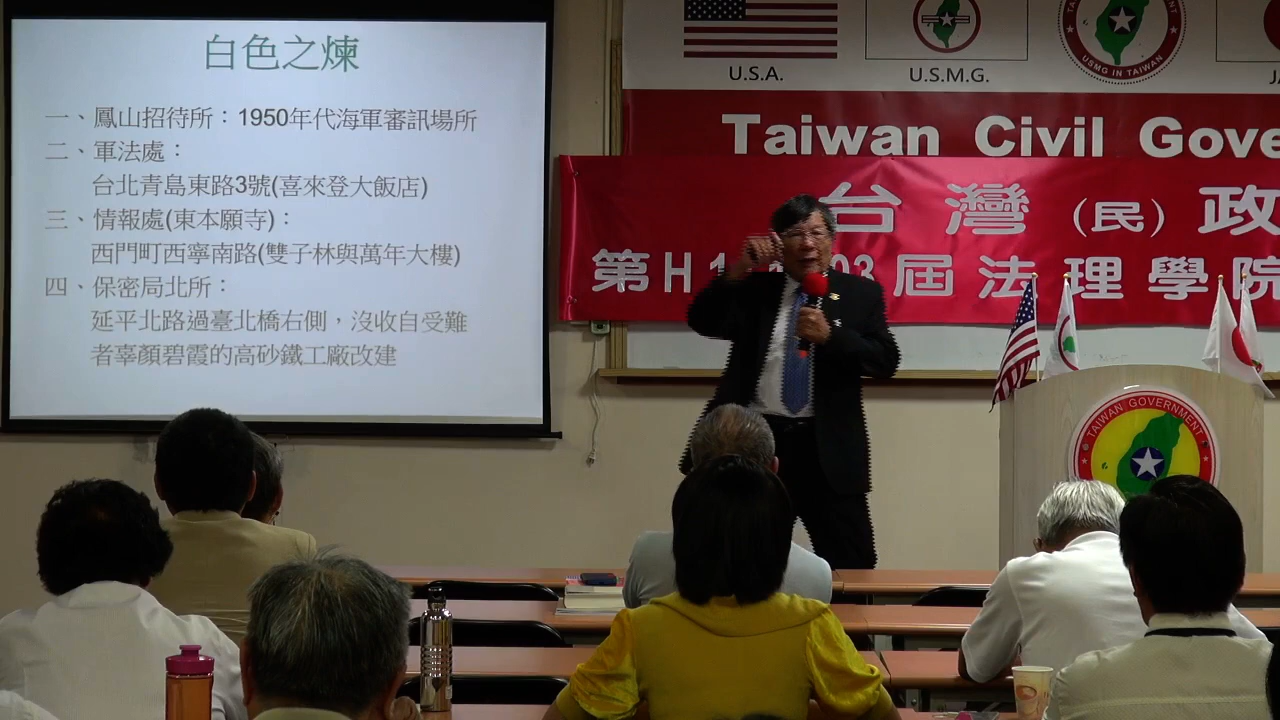 白色之煉
一、鳳山招待所：1950年代海軍審訊場所
二、軍法處：
台北青島東路3號(喜來登大飯店)
三、情報處(東本願寺)：
西門町西寧南路(雙子林與萬年大樓)
四、保密局北所：
延平北路過臺北橋右側，沒收自受難
者辜顏碧霞的高砂鐵工廠改建
U.S.A.
U.S.M.G.
USMG IN TAIWAN
Taiwan Civil Gove
台灣(民)政
第H1
03屆法理學院
TAIWAN GOVERNMENT